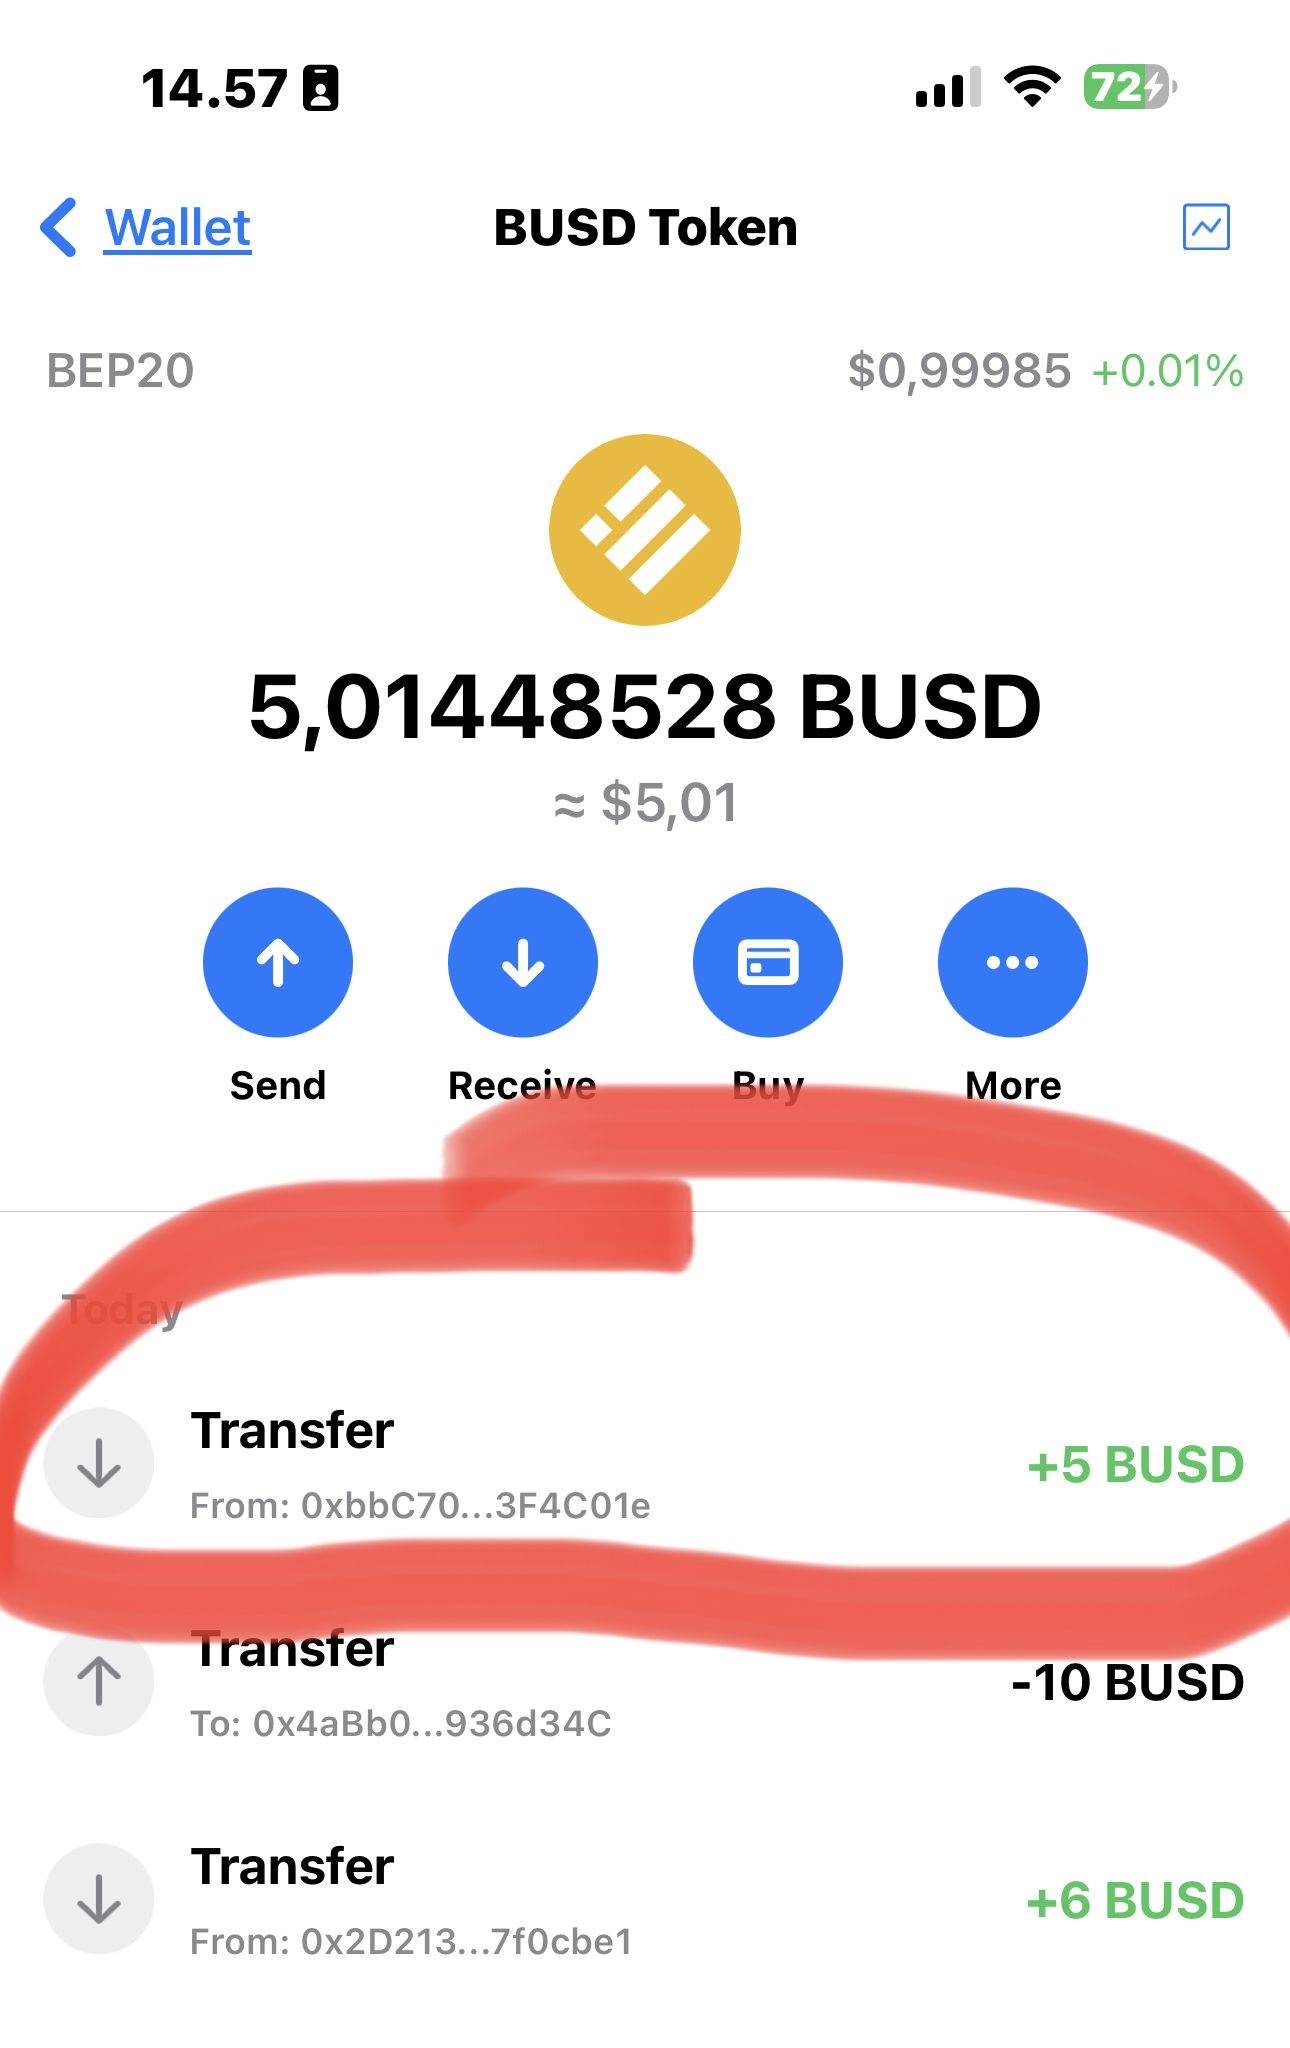 14.57
72
Wallet
BUSD Token
BEP20
$0,99985 +0.01%
5,01448528 BUSD
≈ $5,01
Send Receive Buy More
Today
Transfer
+5 BUSD
From: 0xbbC70...3F4C01e
Transfer
-10 BUSD
To: 0x4aBb0...936d34C
Transfer
+6 BUSD
From: 0x2D213...7f0cbe1